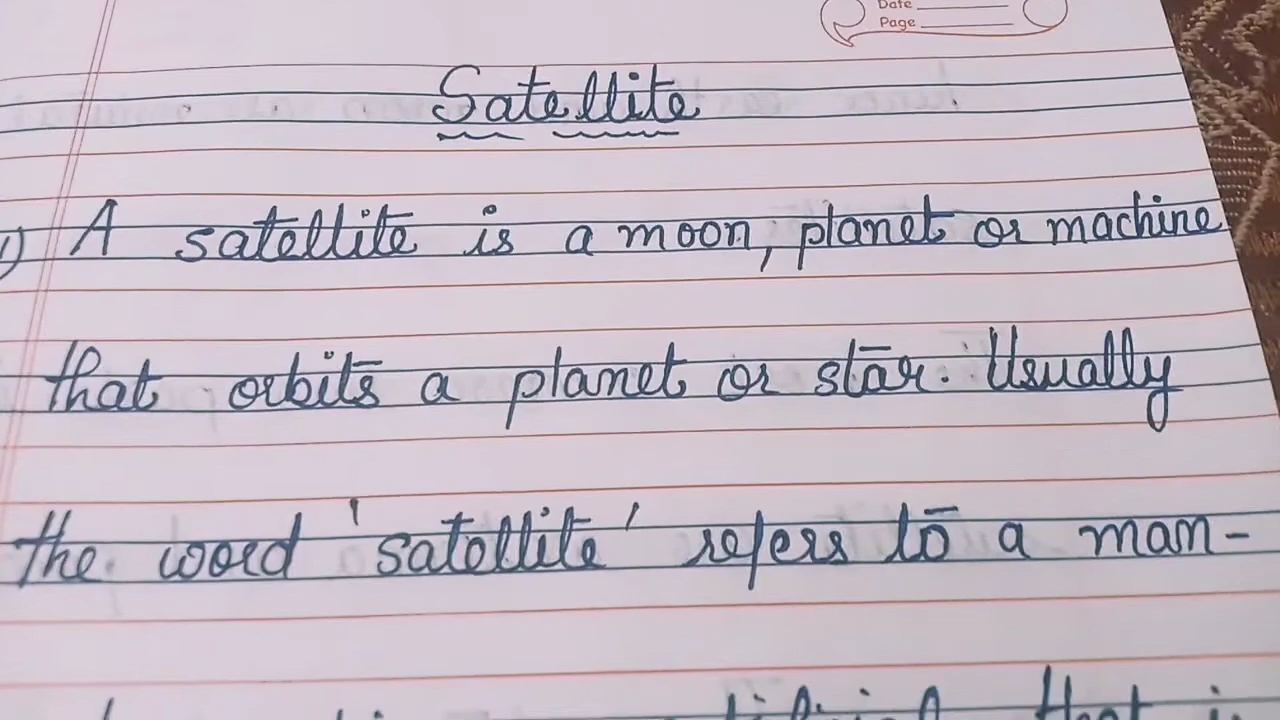 Date
Page
Satellite
1) A satellite is a moon, planet or machine
that orbits a planet or star. Usually
the word 'satellite' refers to a man-
that